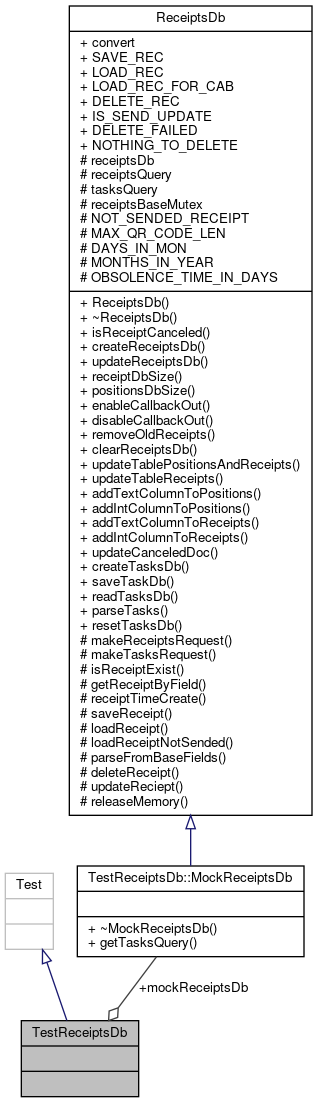 ReceiptsDb
+ convert
+ SAVE_REC
+ LOAD_REC
+ LOAD_REC_FOR_CAB
+ DELETE_REC
+ IS_SEND_UPDATE
+ DELETE_FAILED
+ NOTHING_TO_DELETE
# receiptsDb
# receiptsQuery
# tasksQuery
# receiptsBaseMutex
# NOT_SENDED_RECEIPT
# MAX_QR_CODE_LEN
# DAYS_IN_MON
# MONTHS_IN_YEAR
# OBSOLENCE_TIME_IN_DAYS
+ ReceiptsDb()
+ ~ReceiptsDb()
+ isReceiptCanceled()
+ createReceiptsDb()
+ updateReceiptsDb()
+ receiptDbSize()
+ positionsDbSize()
+ enableCallbackOut()
+ disableCallbackOut()
+ removeOldReceipts()
+ clearReceiptsDb()
+ updateTablePositionsAndReceipts()
+ updateTableReceipts()
+ addTextColumnToPositions()
+ addIntColumnToPositions()
+ addTextColumnToReceipts()
+ addIntColumnToReceipts()
+ updateCanceledDoc()
+ createTasksDb()
+ saveTaskDb()
+ readTasksDb()
+ parseTasks()
+ resetTasksDb()
# makeReceiptsRequest()
# makeTasksRequest()
# isReceiptExist()
# getReceiptByField()
# receiptTimeCreate()
# saveReceipt()
# loadReceipt()
# loadReceiptNotSended()
# parseFromBaseFields()
# deleteReceipt()
# updateReciept()
# releaseMemory()
Test
TestReceiptsDb::MockReceiptsDb
+ ~MockReceiptsDb()
+ getTasksQuery()
+mockReceiptsDb
TestReceiptsDb